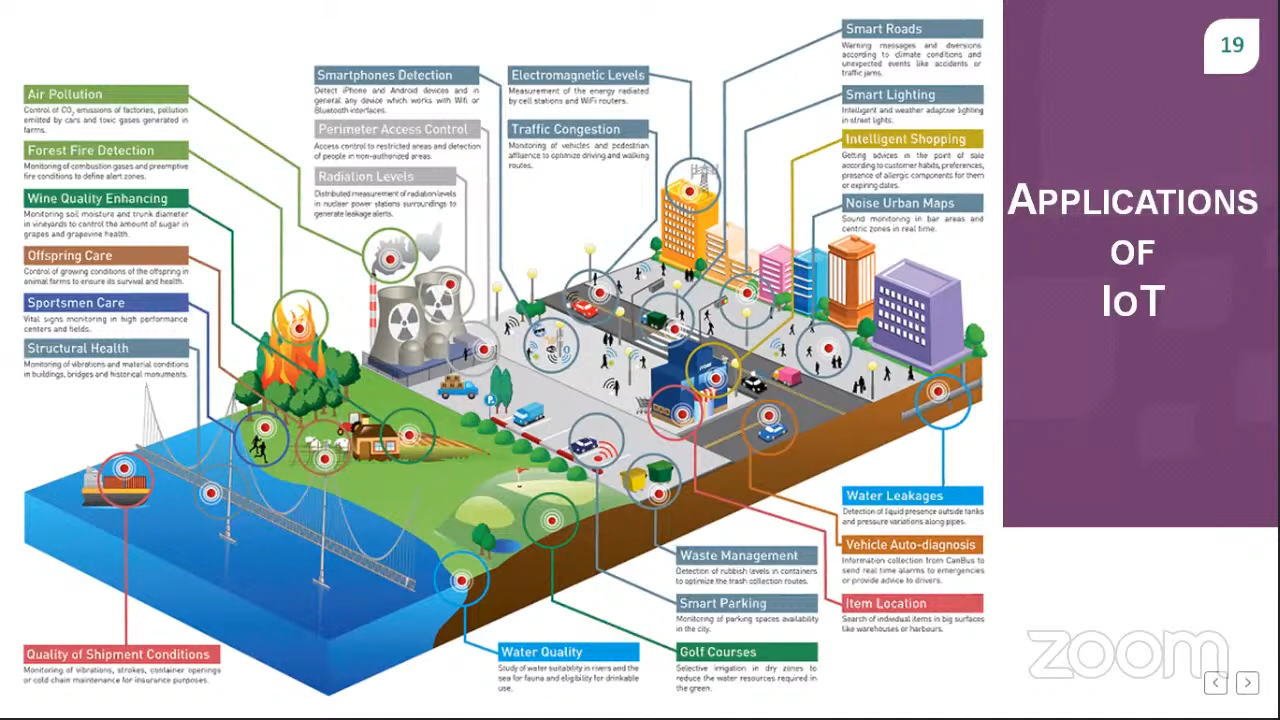 19
APPLICATIONS
OF
IOT
Air Pollution
Control of CO2 emissions of factories, pollution
emitted by cars and toxic gases generated in
farms.
Forest Fire Detection
Monitoring of combustion gases and preemptive
fire conditions to define alert zones.
Wine Quality Enhancing
Monitoring soil moisture and trunk diameter
in vineyards to control the amount of sugar in
grapes and grapevine health.
Offspring Care
Control of growing conditions of the offspring in
animal farms to ensure its survival and health.
Sportsmen Care
Vital signs monitoring in high performance
centers and fields.
Structural Health
Monitoring of vibrations and material conditions
in buildings, bridges and historical monuments.
Quality of Shipment Conditions
Monitoring of vibrations, strokes, container openings
or cold chain maintenance for insurance purposes.
Smartphones Detection
Detect iPhone and Android devices and in
general any device which works with Wifi or
Bluetooth interfaces.
Perimeter Access Control
Access control to restricted areas and detection
of people in non-authorized areas.
Radiation Levels
Distributed measurement of radiation levels
in nuclear power stations surroundings to
generate leakage alerts.
Electromagnetic Levels
Measurement of the energy radiated
by cell stations and WiFi routers.
Traffic Congestion
Monitoring of vehicles and pedestrian
affluence to optimize driving and walking
routes.
Smart Roads
Warning messages and diversions
according to climate conditions and
unexpected events like accidents or
traffic jams.
Smart Lighting
Intelligent and weather adaptive lighting
in street lights.
Intelligent Shopping
Getting advices in the point of sale
according to customer habits, preferences,
presence of allergic components for them
or expiring dates.
Noise Urban Maps
Sound monitoring in bar areas and
centric zones in real time.
Water Leakages
Detection of liquid presence outside tanks
and pressure variations along pipes.
Vehicle Auto-diagnosis
Information collection from CanBus to
send real time alarms to emergencies
or provide advice to drivers.
Item Location
Search of individual items in big surfaces
like warehouses or harbours.
Waste Management
Detection of rubbish levels in containers
to optimize the trash collection routes.
Smart Parking
Monitoring of parking spaces availability
in the city.
Golf Courses
Selective irrigation in dry zones to
reduce the water resources required in
the green.
Water Quality
Study of water suitability in rivers and the
sea for fauna and eligibility for drinkable
use.
P
zoom